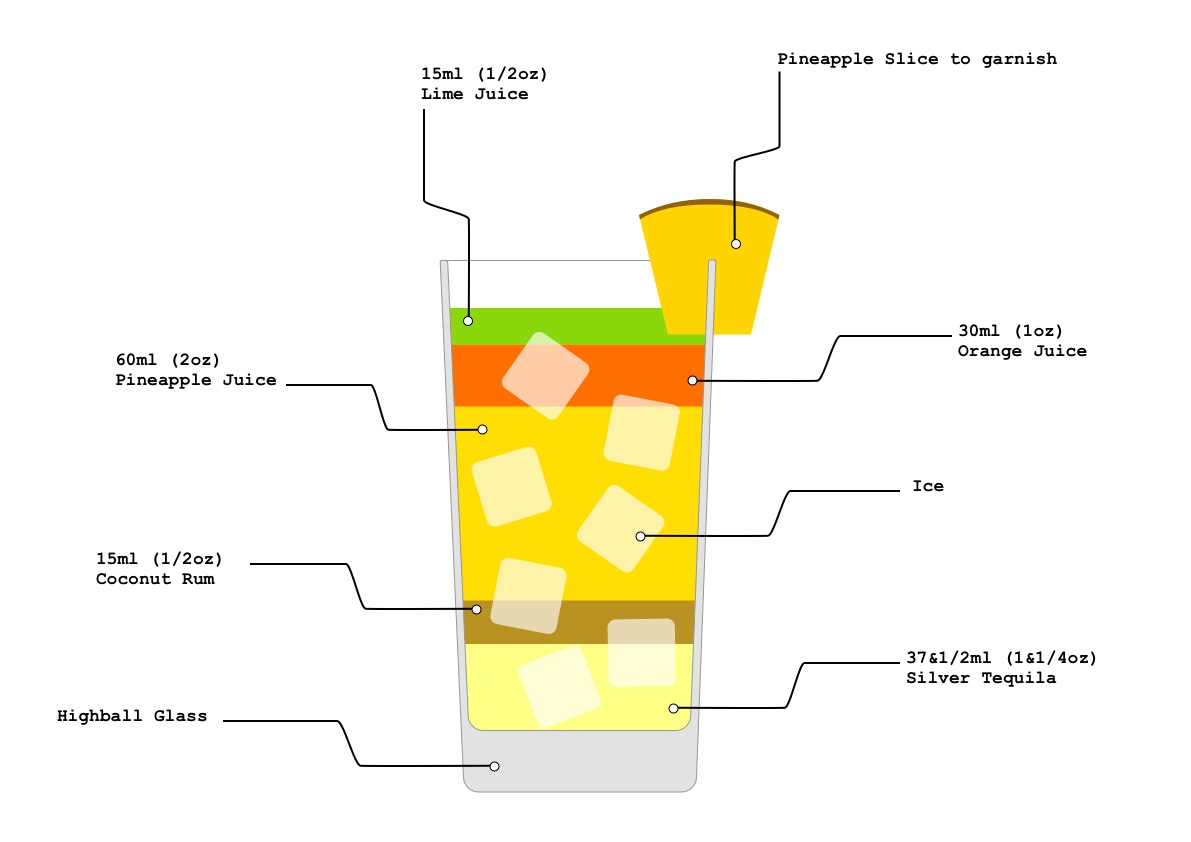 Pineapple Slice to garnish
15ml (1/2oz)
Lime Juice
30ml (1oz)
Orange Juice
60ml (2oz)
Pineapple Juice
Ice
15ml (1/2oz)
Coconut Rum
37&1/2ml (1&1/4oz)
Silver Tequila
Highball Glass